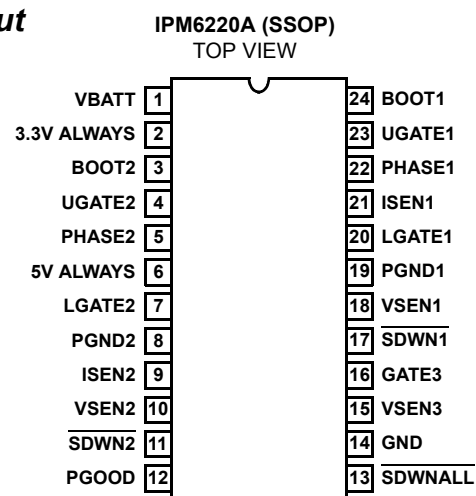 ut
IPM6220A (SSOP)
TOP VIEW
VBATT 1
3.3V ALWAYS 2
BOOT2 3
UGATE2 4
PHASE2 5
5V ALWAYS 6
LGATE2 7
PGND2 8
ISEN2 9
VSEN2 10
SDWN2 11
PGOOD 12
24 BOOT1
23 UGATE1
22 PHASE1
21 ISEN1
20 LGATE1
19 PGND1
18 VSEN1
17 SDWN1
16 GATE3
15 VSEN3
14 GND
13 SDWNALL